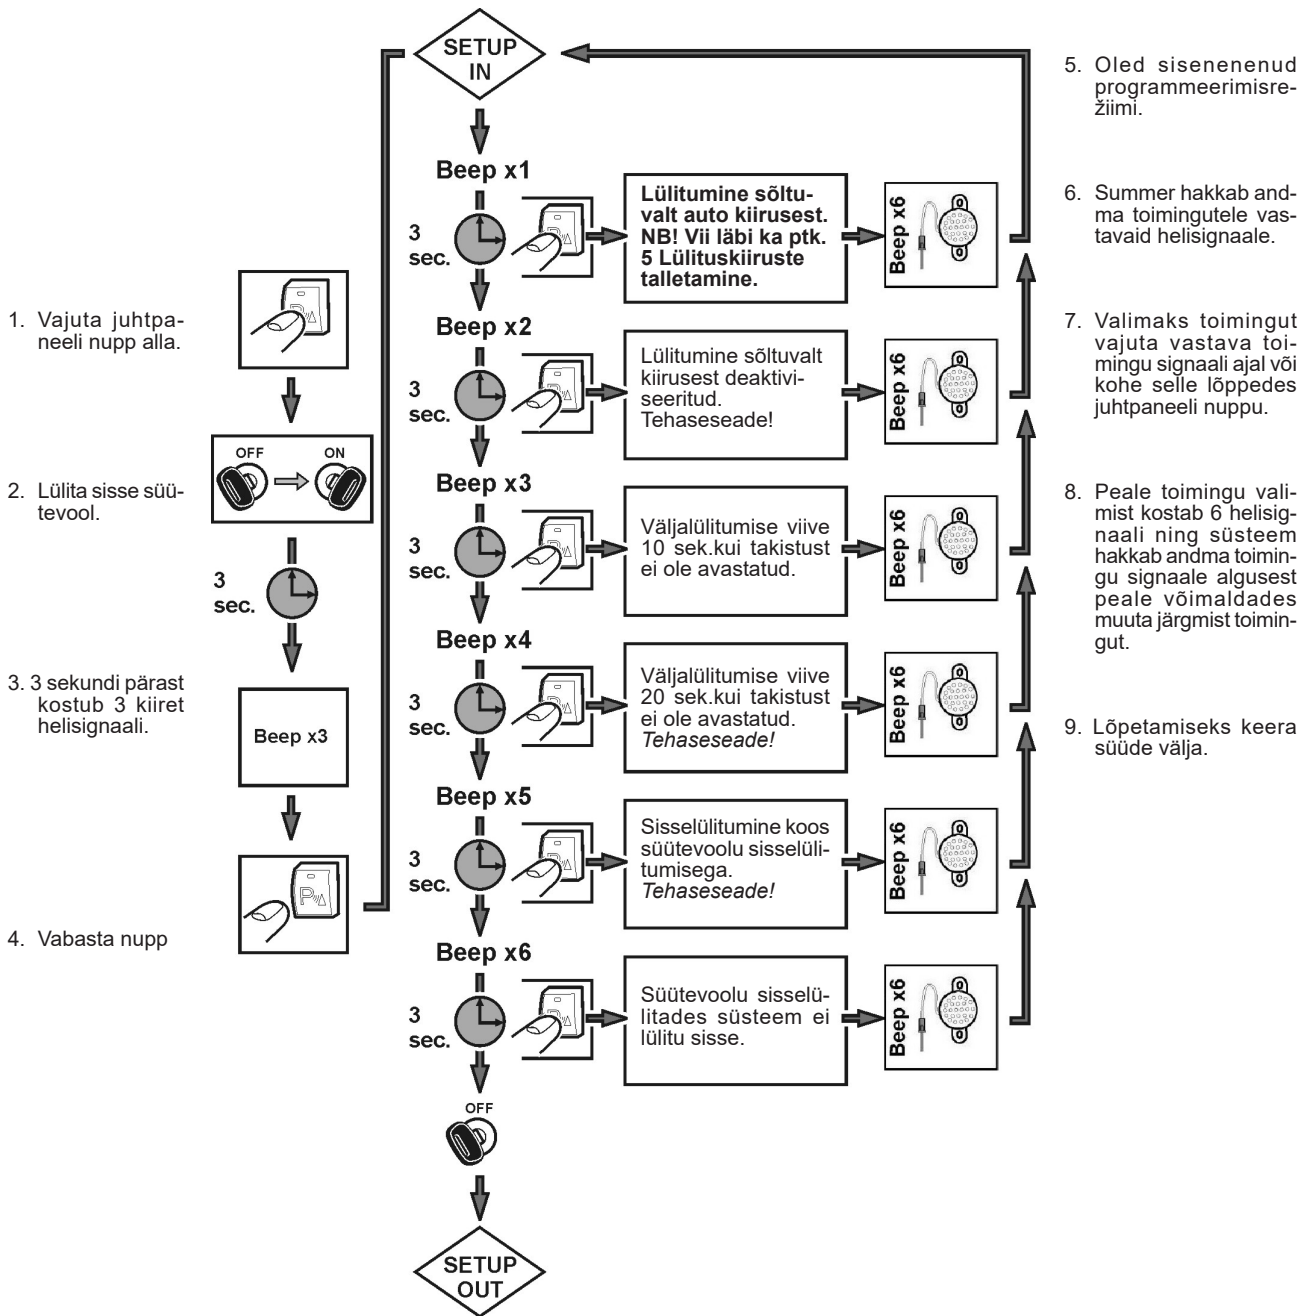 1. Vajuta juhtpa-
neeli nupp alla.
OFF
ON
2. Lülita sisse süü-
tevool.
3
sec.
3. 3 sekundi pärast
kostub 3 kiiret
helisignaali.
Beep x3
4. Vabasta nupp
P
SETUP
IN
Beep x1
3
sec.
Lülitumine sõltu-
valt auto kiirusest.
NB! Vii läbi ka ptk.
5 Lülituskiiruste
talletamine.
Beep x6
Beep x2
3
sec.
Lülitumine sõltuvalt
kiirusest deaktivi-
seeritud.
Tehaseseade!
Beep x6
Beep x3
3
sec.
Väljalülitumise viive
10 sek.kui takistust
ei ole avastatud.
Beep x6
Beep x4
3
sec.
Väljalülitumise viive
20 sek.kui takistust
ei ole avastatud.
Tehaseseade!
Beep x6
Beep x5
3
sec.
Sisselülitumine koos
süütevoolu sisselüli-
tumisega.
Tehaseseade!
Beep x6
Beep x6
3
sec.
Süütevoolu sisselü-
litades süsteem ei
lülitu sisse.
Beep x6
OFF
SETUP
OUT
5. Oled sisenenenud
programmeerimisre-
žiimi.
6. Summer hakkab and-
ma toimingutele vas-
tavaid helisignaale.
7. Valimaks toimingut
vajuta vastava toi-
mingu signaali ajal või
kohe selle lõppedes
juhtpaneeli nuppu.
8. Peale toimingu vali-
mist kostab 6 helisig-
naali ning süsteem
hakkab andma toimin-
gu signaale algusest
peale võimaldades
muuta järgmist toimin-
gut.
9. Lõpetamiseks keera
süüde välja.